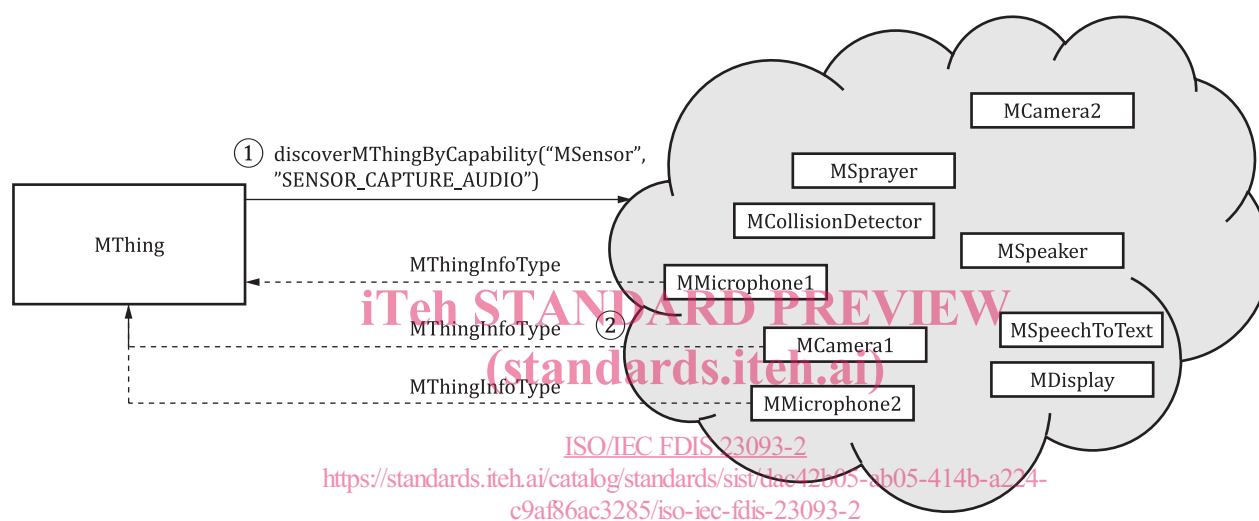 MCamera2
① discoverMThingByCapability(“MSensor”,
”SENSOR_CAPTURE_AUDIO”)
MSprayer
MCollisionDetector
MThing
MSpeaker
MThingInfoType
MMicrophone1
iTeh STANDARD PREVIEW
MThingInfoType
②
MSpeechToText
MCamera1
(standards.iteh.ai)
MDisplay
MThingInfoType
MMicrophone2
ISO/IEC FDIS 23093-2
https://standards.iteh.ai/catalog/standards/sist/dac42b05-ab05-414b-a224-
c9af86ac3285/iso-iec-fdis-23093-2